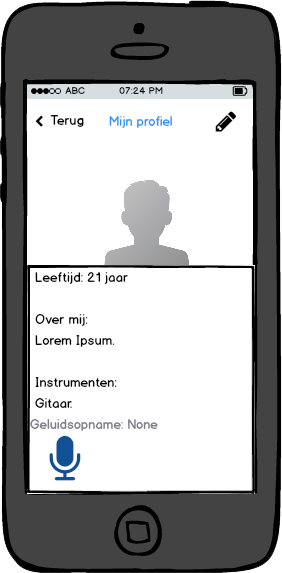 ABC 07:24 PM
Terug Mijn profiel
Leeftijd: 21 jaar
Over mij:
Lorem Ipsum.
Instrumenten:
Gitaar.
Geluidsopname: None